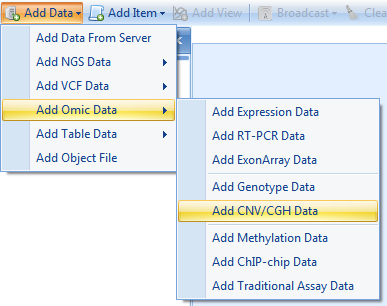 Add Data Add Item Add View Broadcast Clea
Add Data From Server
Add NGS Data
Add VCF Data
Add Omic Data
Add Table Data
Add Object File
Add Expression Data
Add RT-PCR Data
Add ExonArray Data
Add Genotype Data
Add CNV/CGH Data
Add Methylation Data
Add ChIP-chip Data
Add Traditional Assay Data